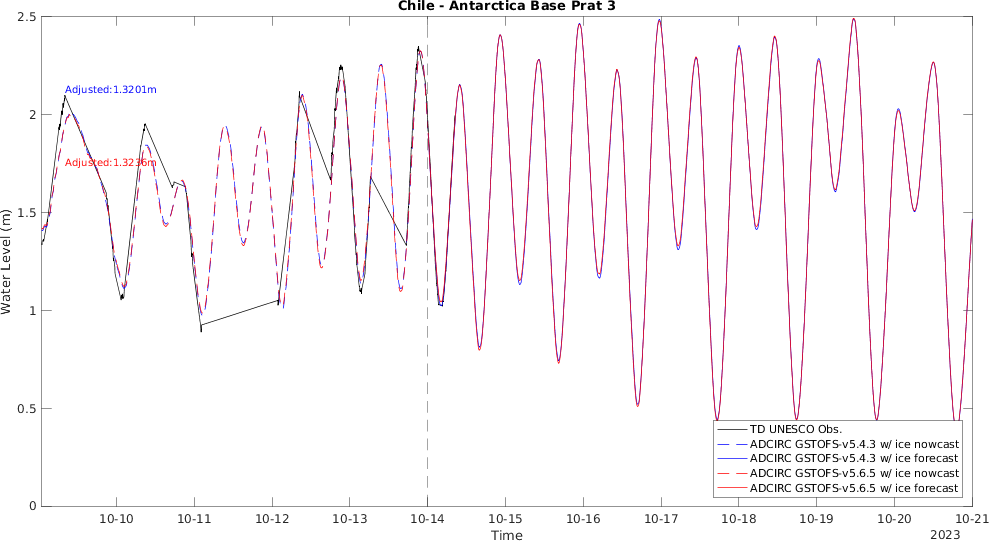 Chile - Antarctica Base Prat 3
2.5
2
1.5
1
0.5
0
Water Level (m)
Adjusted:1.3201m
Adjusted:1.3236m
TD UNESCO Obs.
ADCIRC GSTOFS-v5.4.3 w/ ice nowcast
ADCIRC GSTOFS-v5.4.3 w/ ice forecast
ADCIRC GSTOFS-v5.6.5 w/ ice nowcast
ADCIRC GSTOFS-v5.6.5 w/ ice forecast
10-10 10-11 10-12 10-13 10-14 10-15 10-16 10-17 10-18 10-19 10-20 10-21
Time
2023